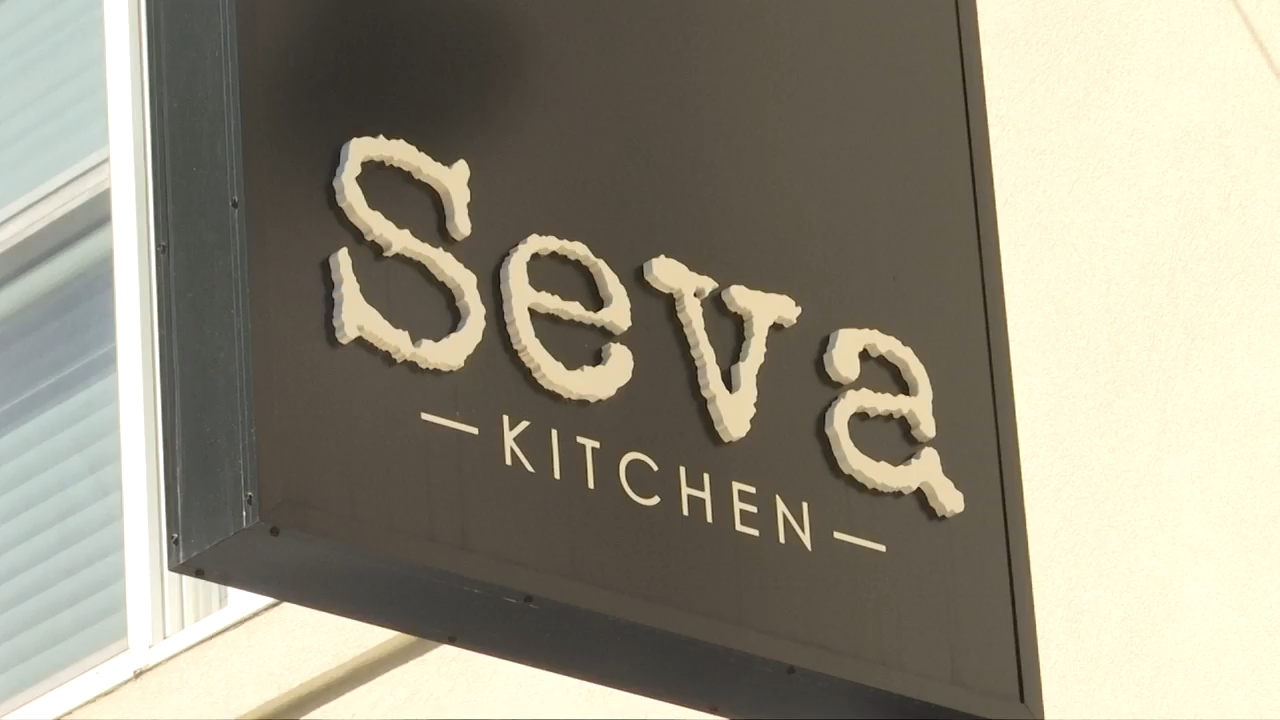 Seva
— KITCHEN —